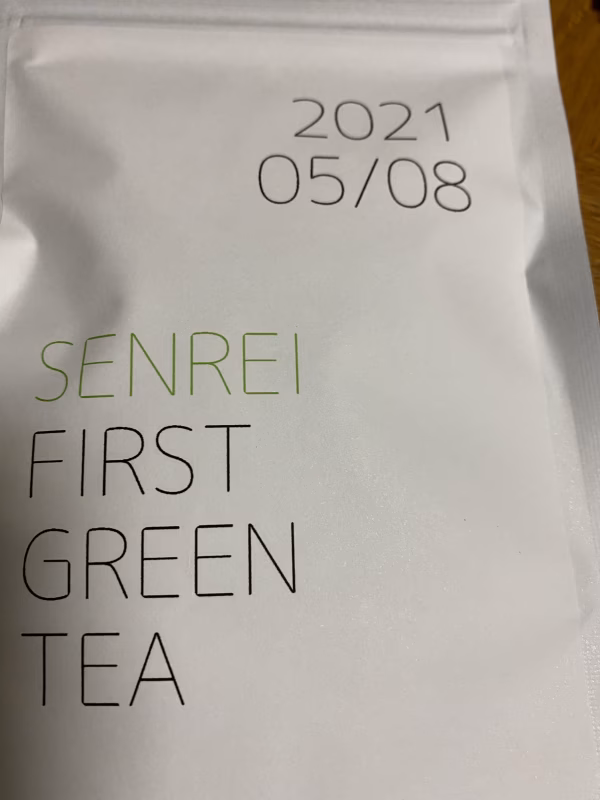 2021
05/08
SENREI
FIRST
GREEN
TEA